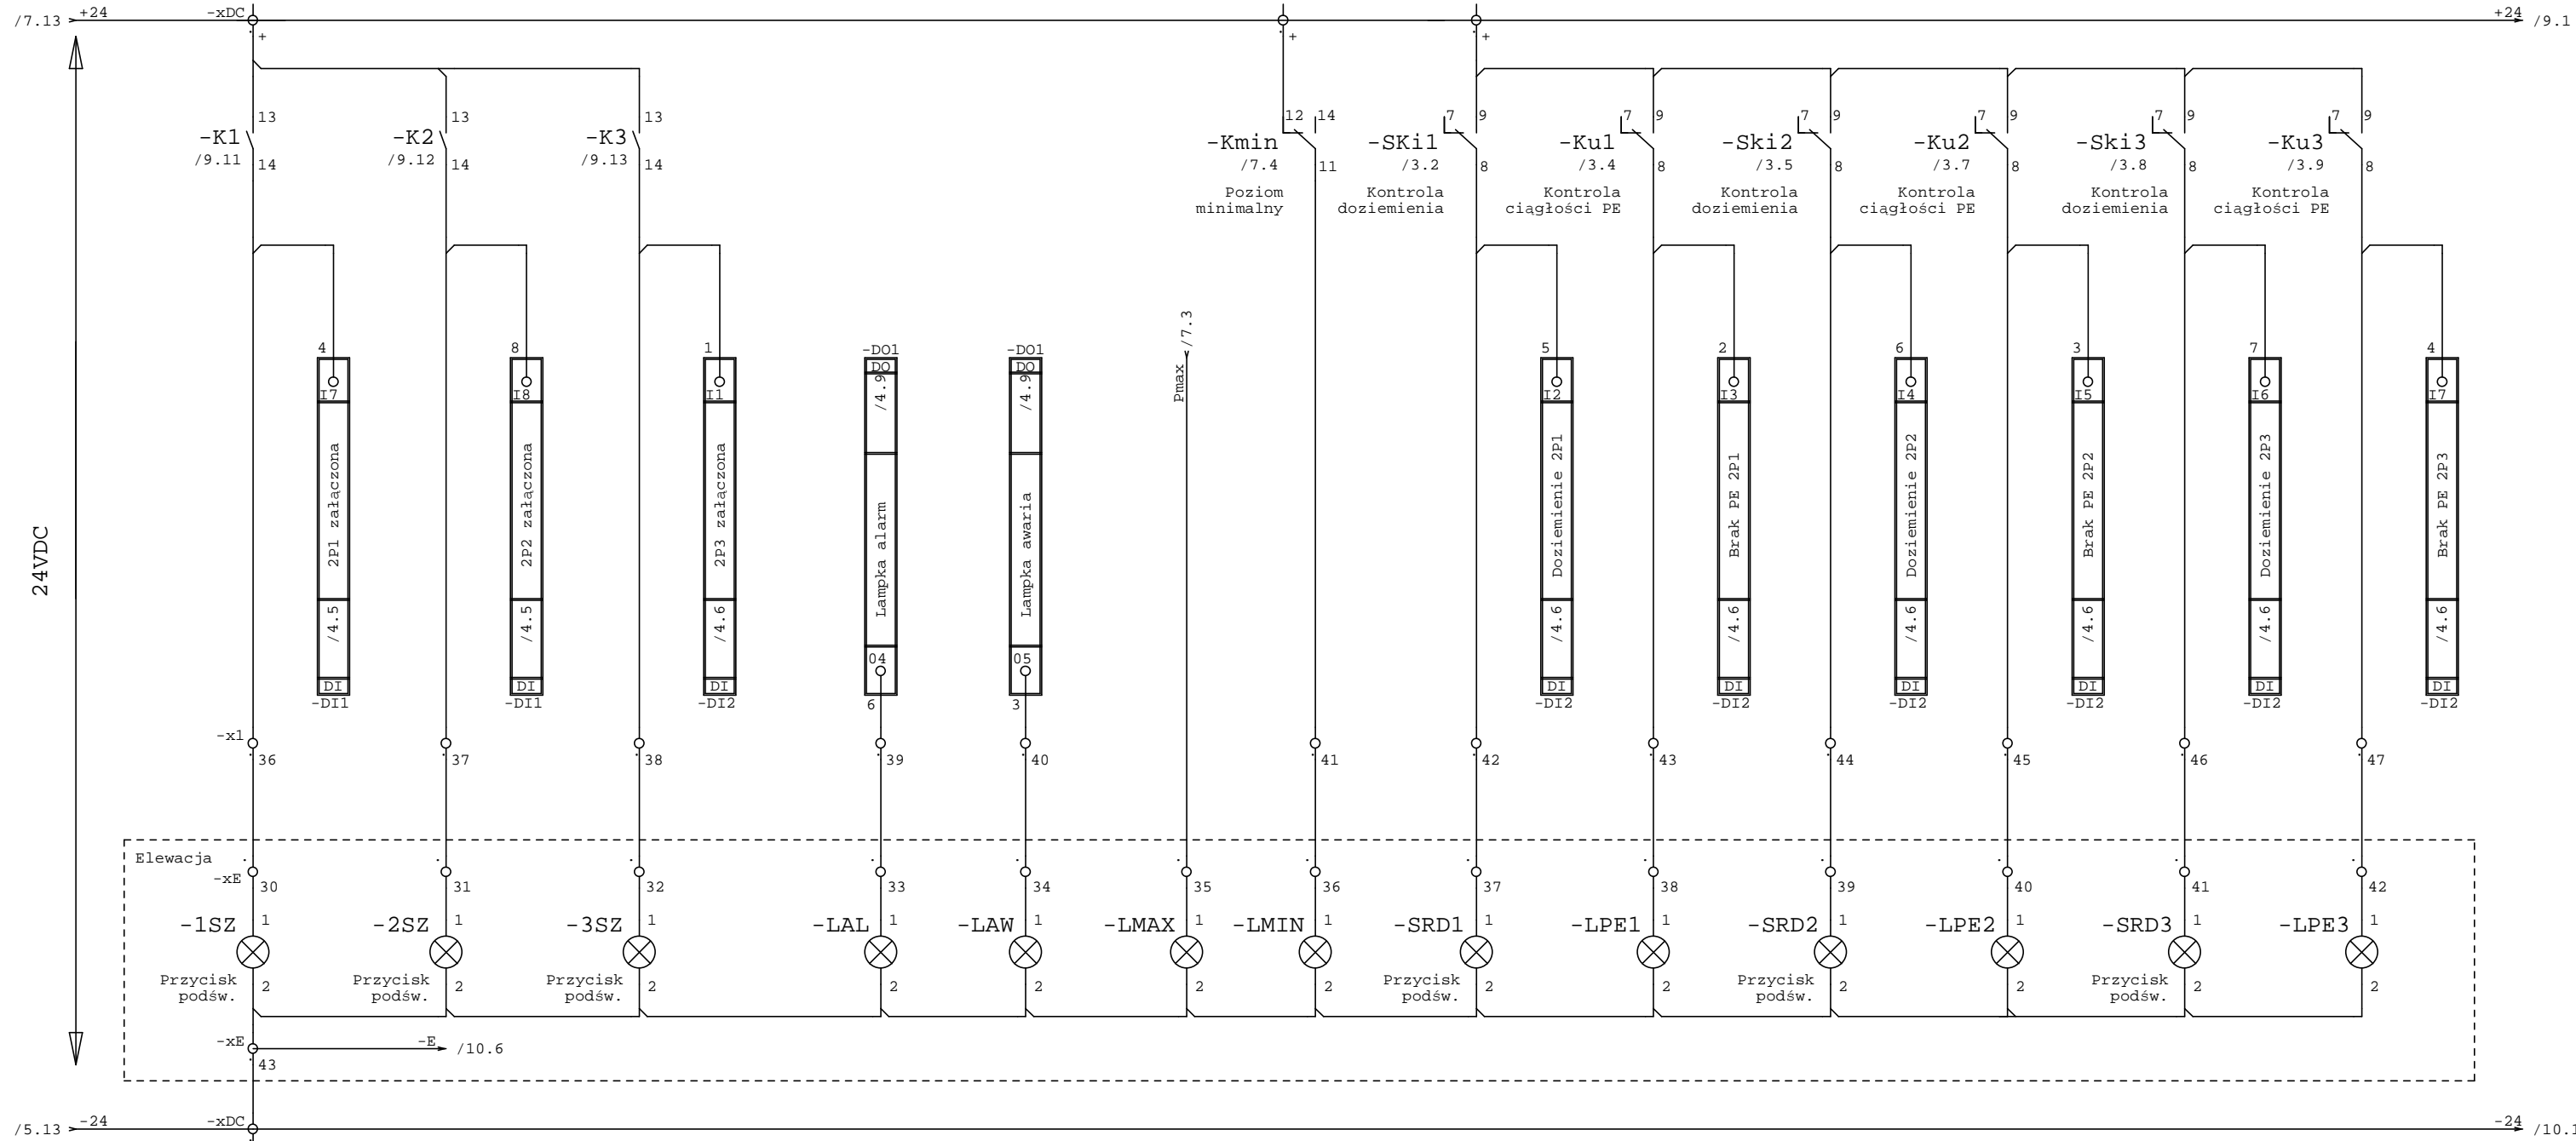 /7.13 +24 -xDC +24 /9.1
+ + +
13 13 13 12 14 7 9 7 9 7 9 7 9 7 9 7 9
-K1 -K2 -K3 -Kmin -SKi1 -Ku1 -Ski2 -Ku2 -Ski3 -Ku3
/9.11 14 /9.12 14 /9.13 14 /7.4 11 /3.2 8 /3.4 8 /3.5 8 /3.7 8 /3.8 8 /3.9 8
Poziom Kontrola Kontrola Kontrola Kontrola Kontrola Kontrola
minimalny doziemienia ciągłości PE doziemienia ciągłości PE doziemienia ciągłości PE
24VDC
4 8 1 -DO1 -DO1 5 2 6 3 7 4
DO DO
I7 I8 I1 /4.9 /4.9 Pmax /7.3 I2 I3 I4 I5 I6 I7
2P1 załączona
2P2 załączona
2P3 załączona
Lampka alarm
Lampka awaria
Doziemienie 2P1
Brak PE 2P1
Doziemienie 2P2
Brak PE 2P2
Doziemienie 2P3
Brak PE 2P3
/4.5 /4.5 /4.6 /4.6 /4.6 /4.6 /4.6 /4.6 /4.6
04 05
DI DI DI DI DI DI DI DI DI
-DI1 -DI1 -DI2 6 3 -DI2 -DI2 -DI2 -DI2 -DI2 -DI2
-x1
36 37 38 39 40 41 42 43 44 45 46 47
Elewacja
-xE 30 31 32 33 34 35 36 37 38 39 40 41 42
-1SZ 1 -2SZ 1 -3SZ 1 -LAL 1 -LAW 1 -LMAX 1 -LMIN 1 -SRD1 1 -LPE1 1 -SRD2 1 -LPE2 1 -SRD3 1 -LPE3 1
Przycisk Przycisk Przycisk Przycisk Przycisk Przycisk
podśw. 2 podśw. 2 podśw. 2 2 2 2 2 podśw. 2 2 podśw. 2 2 podśw. 2 2
-xE -E /10.6
43
/5.13 -24 -xDC -24 /10.1